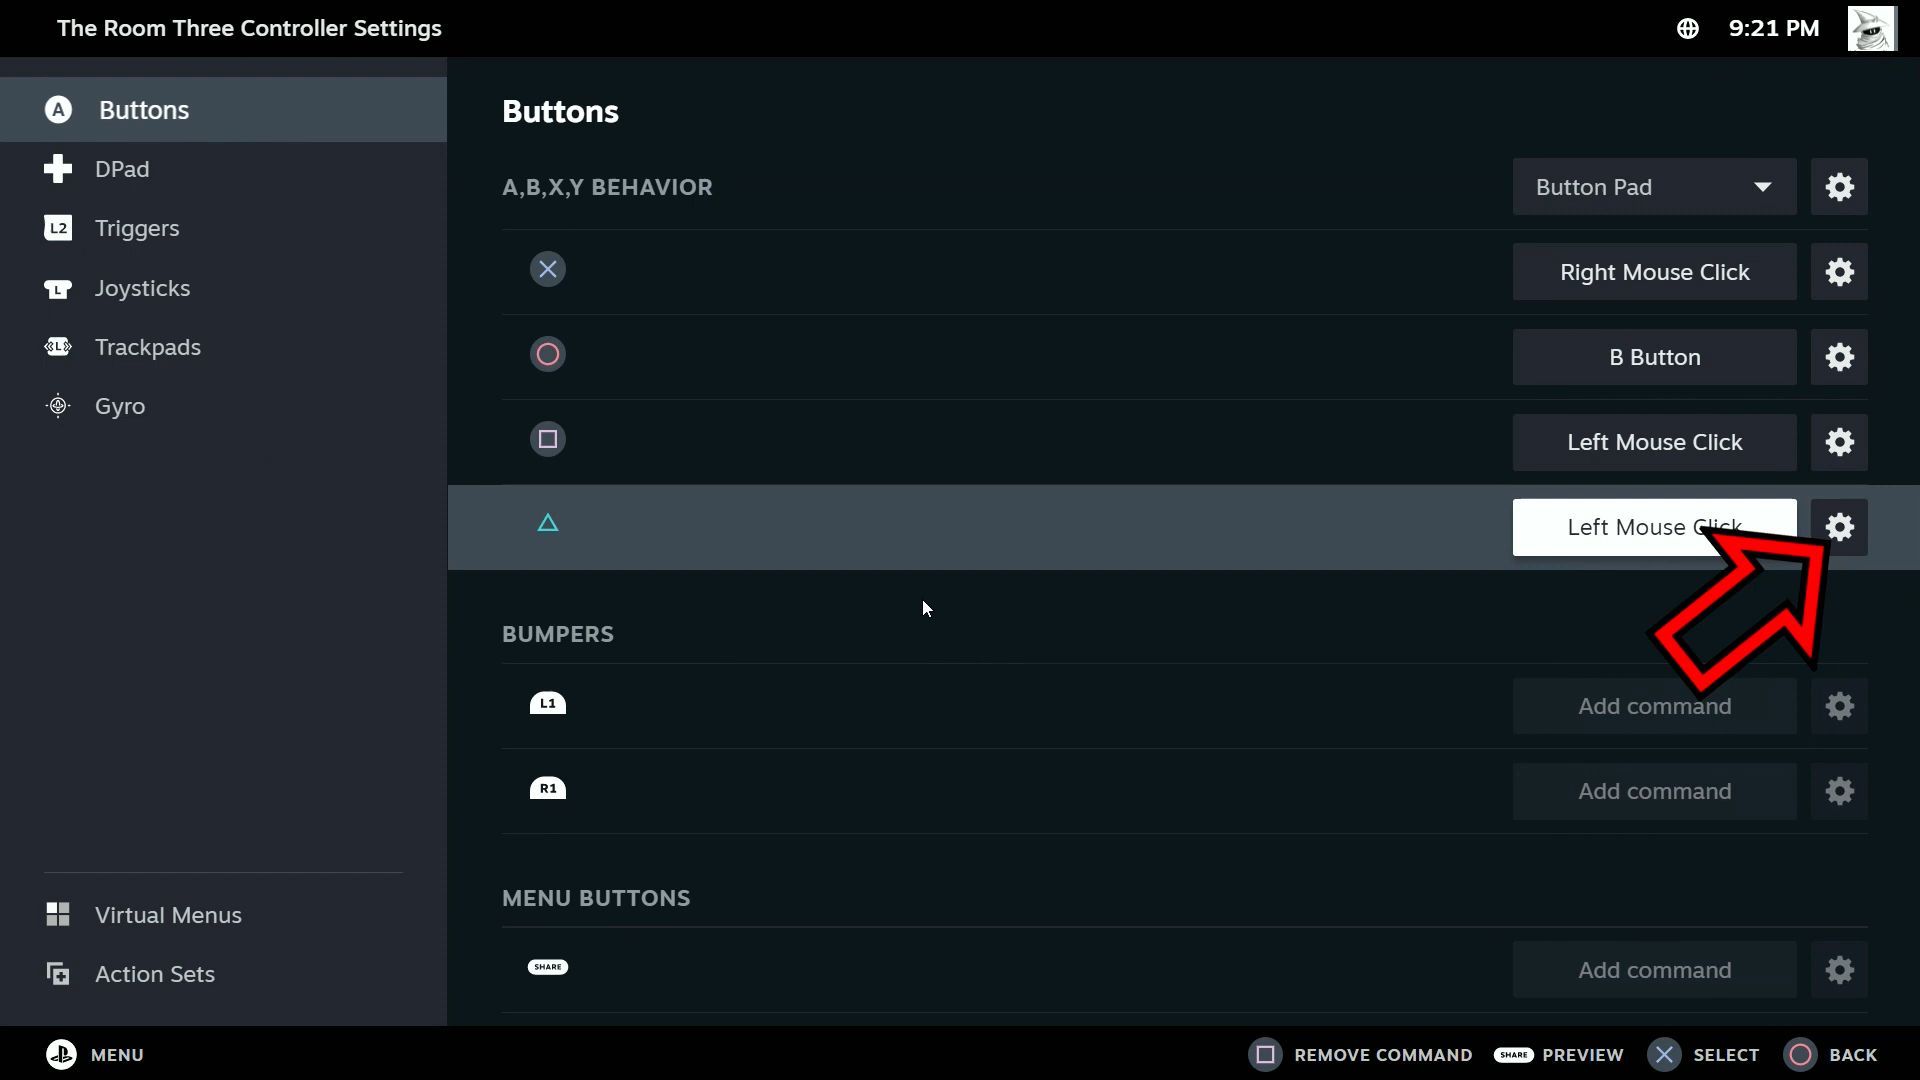 The Room Three Controller Settings
9:21 PM
A Buttons
DPad
L2 Triggers
L Joysticks
L Trackpads
Gyro
Virtual Menus
Action Sets
Buttons
A,B,X,Y BEHAVIOR
Button Pad
Right Mouse Click
B Button
Left Mouse Click
Left Mouse Click
BUMPERS
L1 Add command
R1 Add command
MENU BUTTONS
SHARE Add command
MENU
REMOVE COMMAND SHARE PREVIEW SELECT BACK